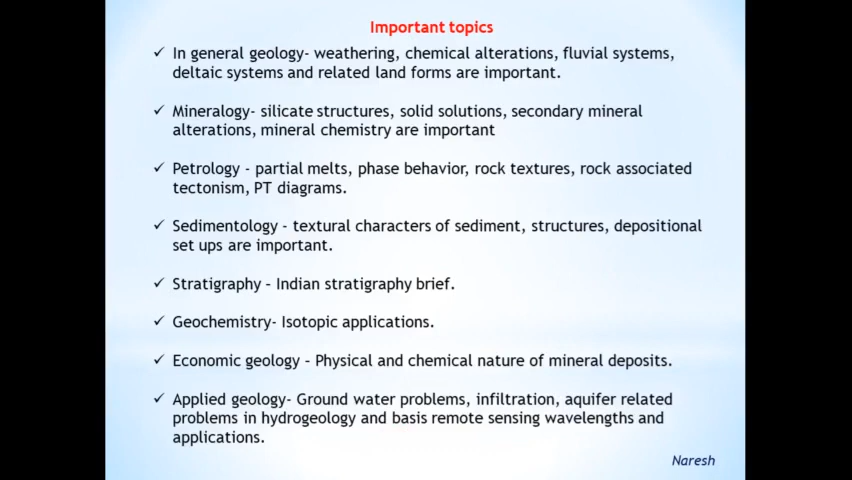 Important topics
✓ In general geology- weathering, chemical alterations, fluvial systems,
deltaic systems and related land forms are important.
✓ Mineralogy- silicate structures, solid solutions, secondary mineral
alterations, mineral chemistry are important
✓ Petrology - partial melts, phase behavior, rock textures, rock associated
tectonism, PT diagrams.
✓ Sedimentology - textural characters of sediment, structures, depositional
set ups are important.
✓ Stratigraphy – Indian stratigraphy brief.
✓ Geochemistry- Isotopic applications.
✓ Economic geology – Physical and chemical nature of mineral deposits.
✓ Applied geology- Ground water problems, infiltration, aquifer related
problems in hydrogeology and basis remote sensing wavelengths and
applications.
Naresh